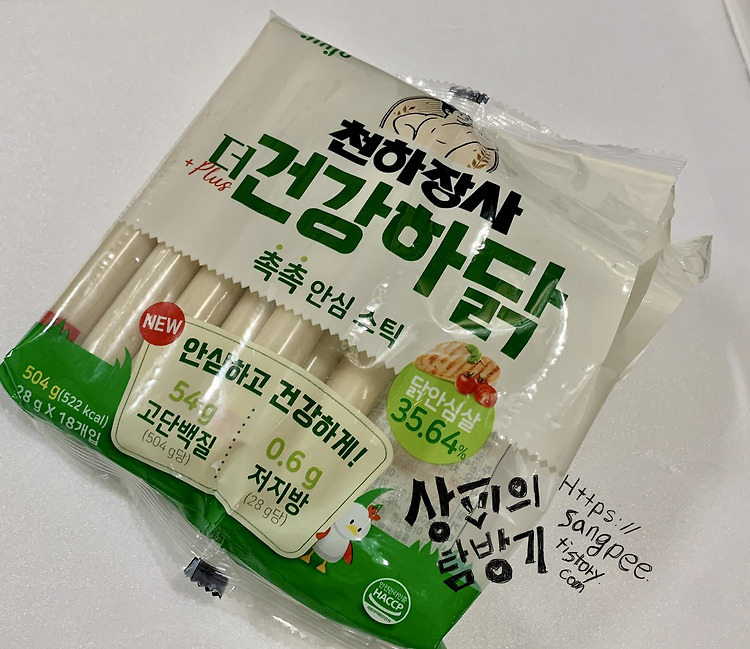 천하장사
더건강하닭
+Plus
촉촉 안심 스틱
NEW
안심하고 건강하게!
54 g
고단백질
(504 g당)
0.6 g
저지방
(28 g당)
닭안심살
35.64%
504 g(522 kcal)
28 g X 18개입
HACCP
상피의
탐방기
Https://
sangpee.
tistory.
com